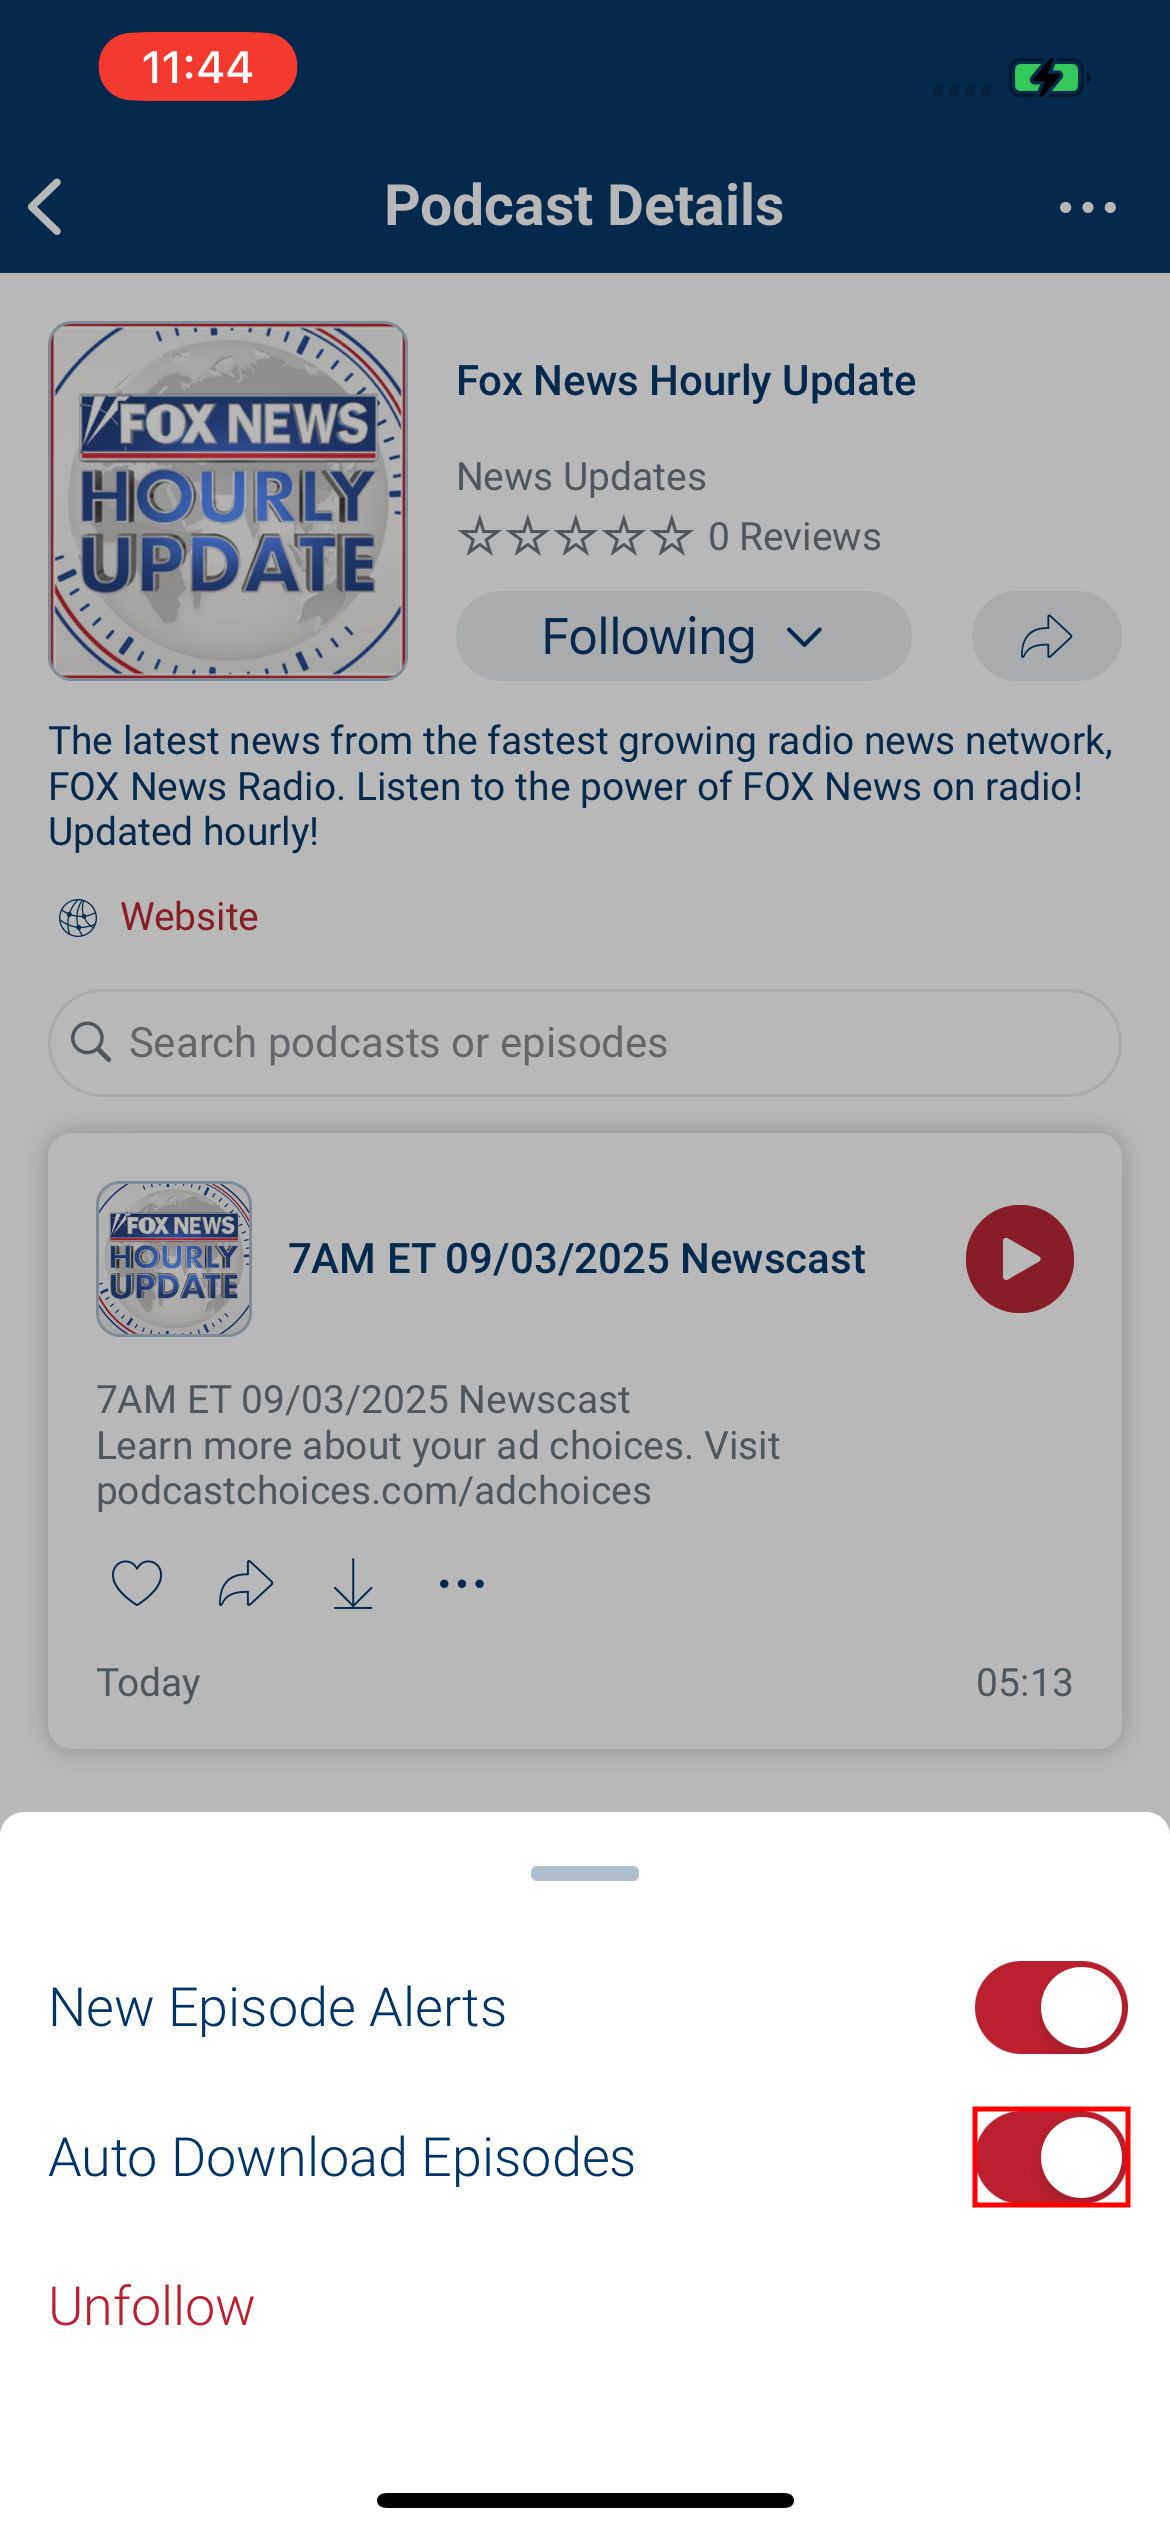 11:44
Podcast Details
FOX NEWS
HOURLY
UPDATE
Fox News Hourly Update
News Updates
0 Reviews
Following
The latest news from the fastest growing radio news network,
FOX News Radio. Listen to the power of FOX News on radio!
Updated hourly!
Website
Search podcasts or episodes
FOX NEWS
HOURLY
UPDATE
7AM ET 09/03/2025 Newscast
7AM ET 09/03/2025 Newscast
Learn more about your ad choices. Visit
podcastchoices.com/adchoices
Today
05:13
New Episode Alerts
Auto Download Episodes
Unfollow